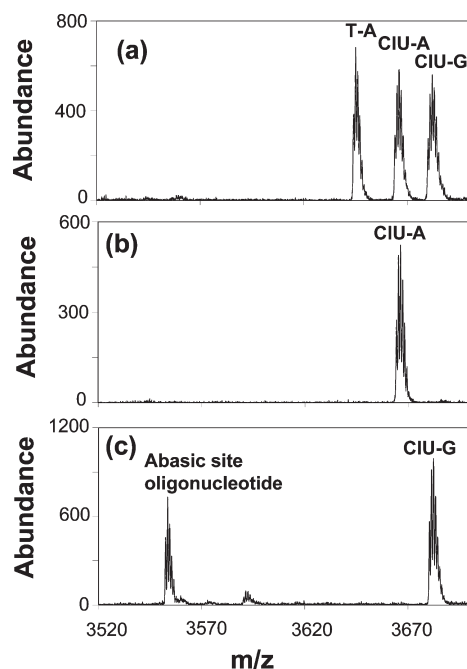 (a)
T-A
ClU-A
ClU-G
800
400
0
Abundance
(b)
ClU-A
600
300
0
Abundance
(c)
Abasic site
oligonucleotide
ClU-G
1200
600
0
Abundance
3520 3570 3620 3670
m/z